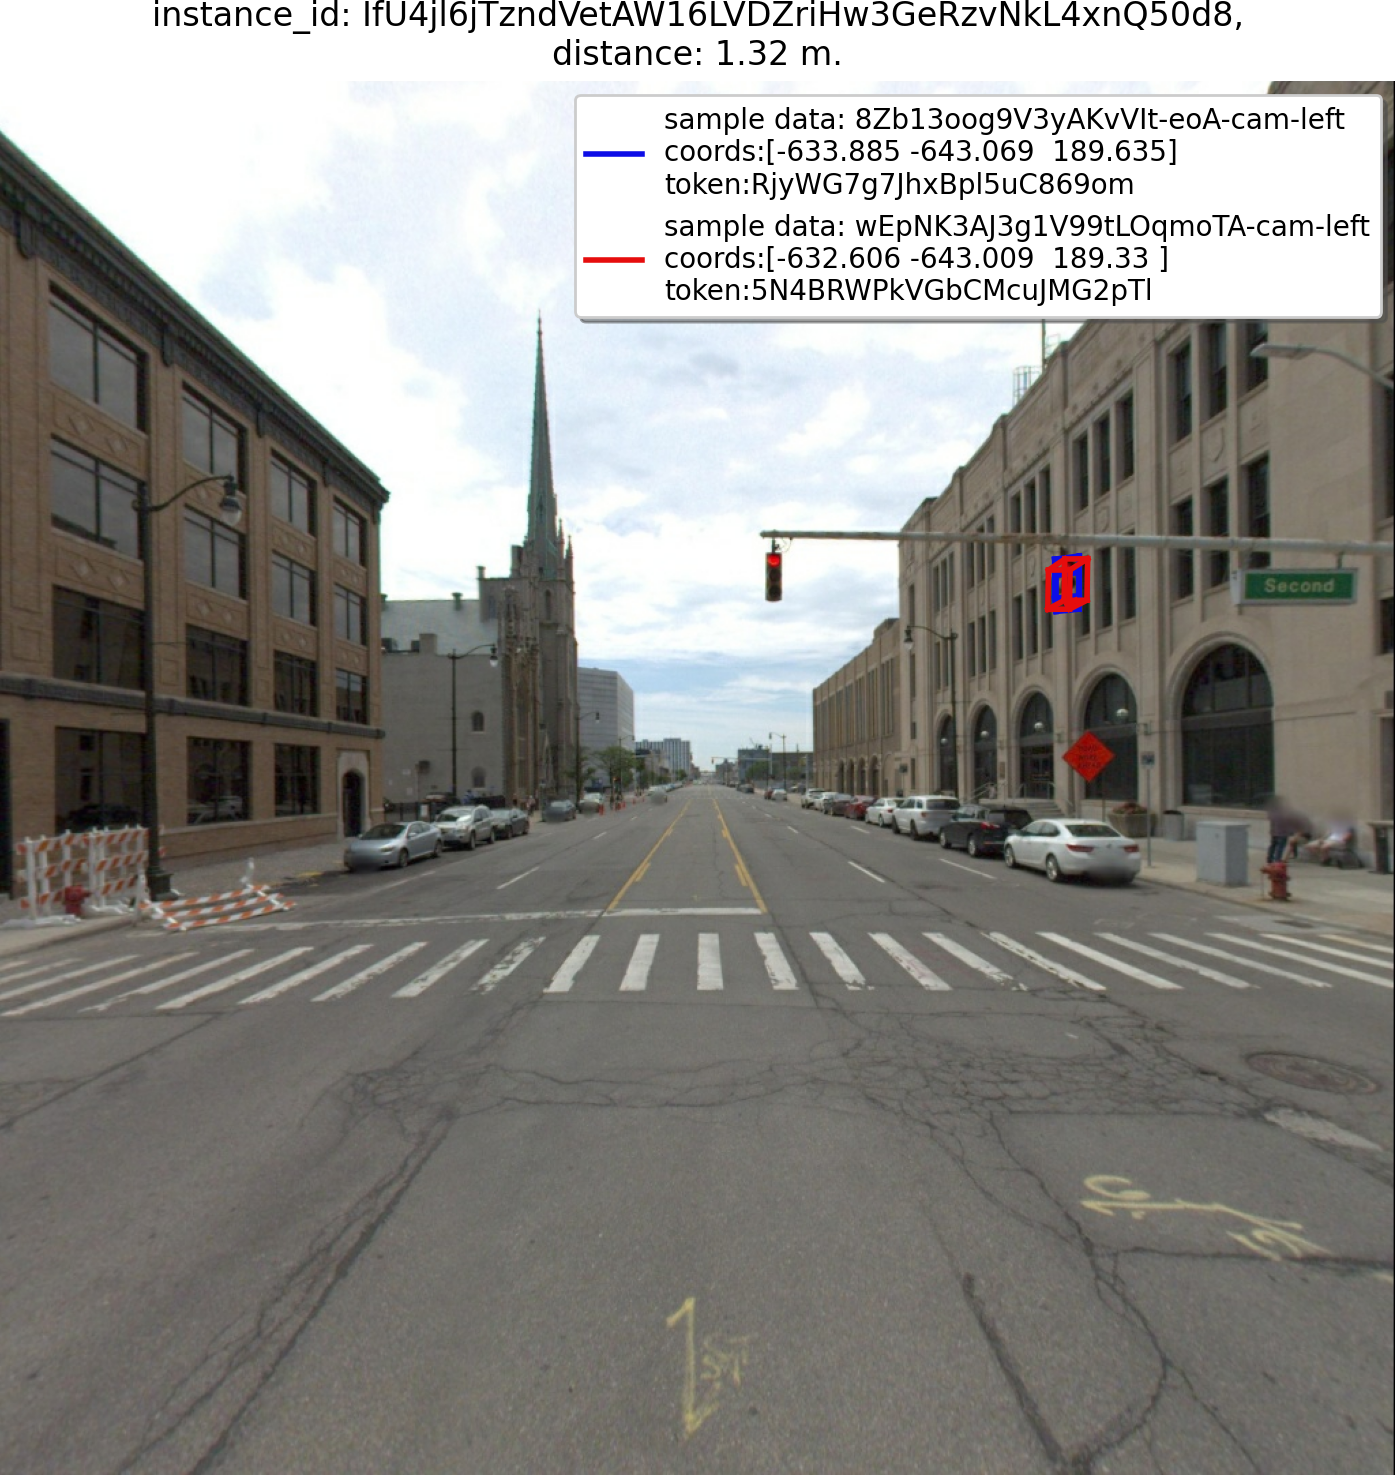 instance_id: IfU4jl6jTzndVetAW16LVDZriHw3GeRzvNkL4xnQ50d8,
distance: 1.32 m.
sample data: 8Zb13oog9V3yAKvVIt-eoA-cam-left
coords:[-633.885 -643.069  189.635]
token:RjyWG7g7JhxBpl5uC869om
sample data: wEpNK3AJ3g1V99tLOqmoTA-cam-left
coords:[-632.606 -643.009  189.33 ]
token:5N4BRWPkVGbCMcuJMG2pTl
Second